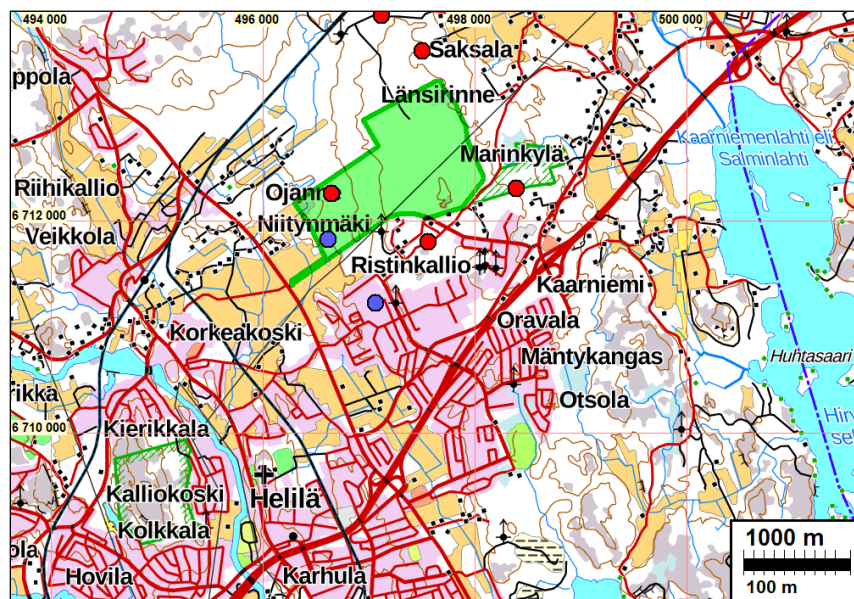 494 000
496 000
498 000
500 000
Saksala
ppola
Länsirinne
Kaarniemenlahti eli
Salminlahti
Marinkylä
Riihikallio
6 712 000
Niitynmäki
Veikkola
Ristinkallio
Kaarniemi
Oravala
Korkeakoski
Mäntykangas
Huhtasaari
rikka
Otsola
Kierikkala
6 710 000
Kalliokoski
Helilä
Kolkkala
Hovila
Karhula
1000 m
100 m